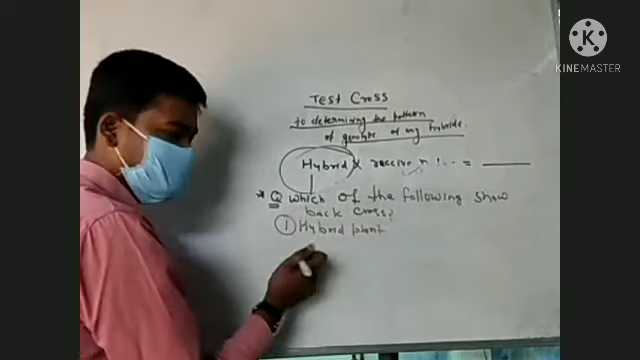 Test Cross
to determining the pattern
of genotype of any hybride.
Hybrid x recessive = 
* Q which of the following show
back cross?
① Hybrid plant
K
KINEMASTER